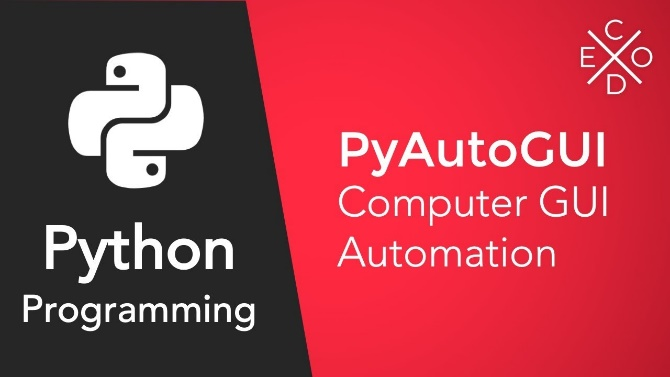 Python
Programming
PyAutoGUI
Computer GUI
Automation
C
E O
D